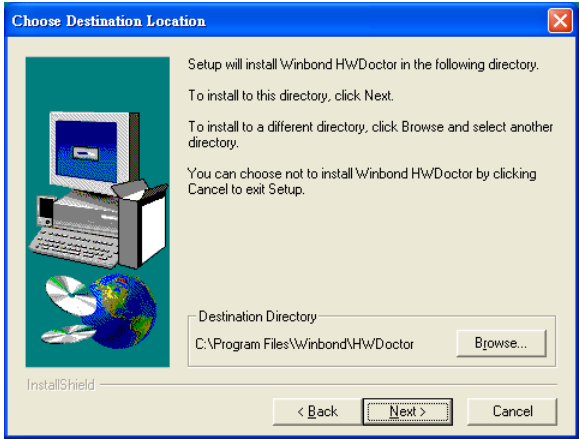 Choose Destination Location
Setup will install Winbond HWDoctor in the following directory.
To install to this directory, click Next.
To install to a different directory, click Browse and select another
directory.
You can choose not to install Winbond HWDoctor by clicking
Cancel to exit Setup.
Destination Directory
C:\Program Files\Winbond\HWDoctor
Browse...
InstallShield
< Back
Next >
Cancel